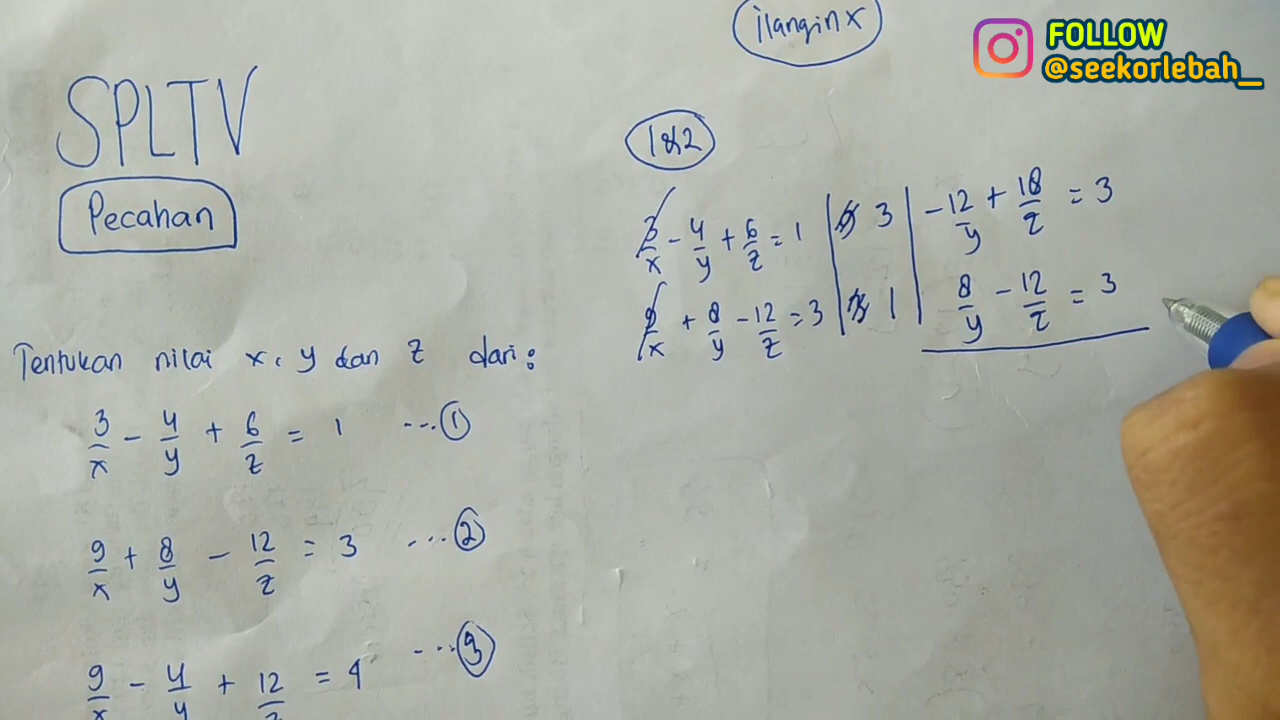 SPLTV
Pecahan
Tentukan nilai x, y dan z dari:
3/x - 4/y + 6/z = 1 ...①
9/x + 8/y - 12/z = 3 ...②
9/x - 4/y + 12/z = 4 ...③
ilangin x
1&2
3/x - 4/y + 6/z = 1 | 9 3 | -12/y + 18/z = 3
9/x + 8/y - 12/z = 3 | 3 1 | 8/y - 12/z = 3
FOLLOW
@seekorlebah_